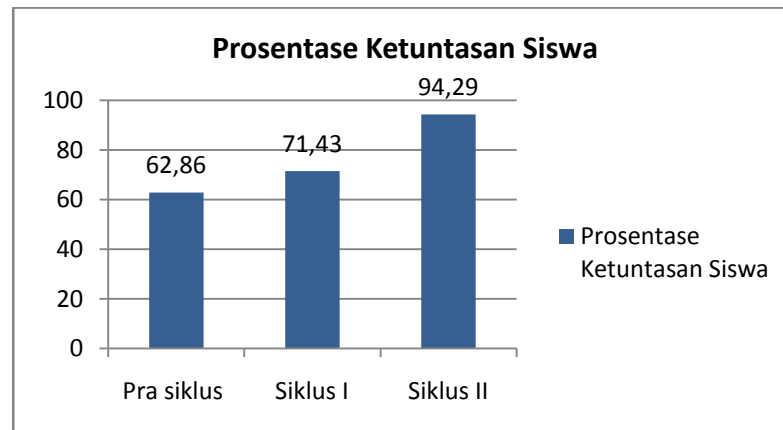 Prosentase Ketuntasan Siswa
94,29
71,43
62,86
100
80
60
40
20
0
Pra siklus Siklus I Siklus II
Prosentase
Ketuntasan Siswa